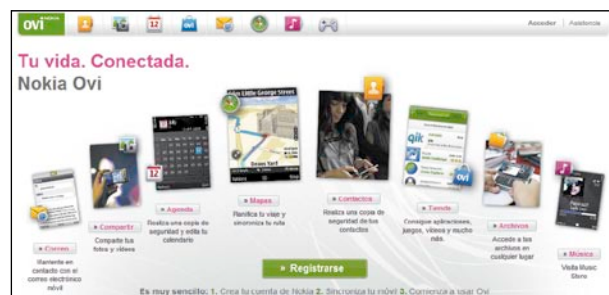 ovi
Acceder | Asistencia
Tu vida. Conectada.
Nokia Ovi
» Correo
Mantente en
contacto con el
correo electrónico
móvil
» Compartir
Comparte tus
fotos y vídeos
» Agenda
Realiza una copia de
seguridad y edita tu
calendario
» Mapas
Planifica tu viaje y
sincroniza tu ruta
» Contactos
Realiza una copia de
seguridad de tus
contactos
» Tienda
Consigue aplicaciones,
juegos, vídeos y mucho
más.
» Archivos
Accede a tus
archivos en
cualquier lugar
» Música
Visita Music
Store
» Registrarse
Es muy sencillo: 1. Crea tu cuenta de Nokia 2. Sincroniza tu móvil 3. Comienza a usar Ovi